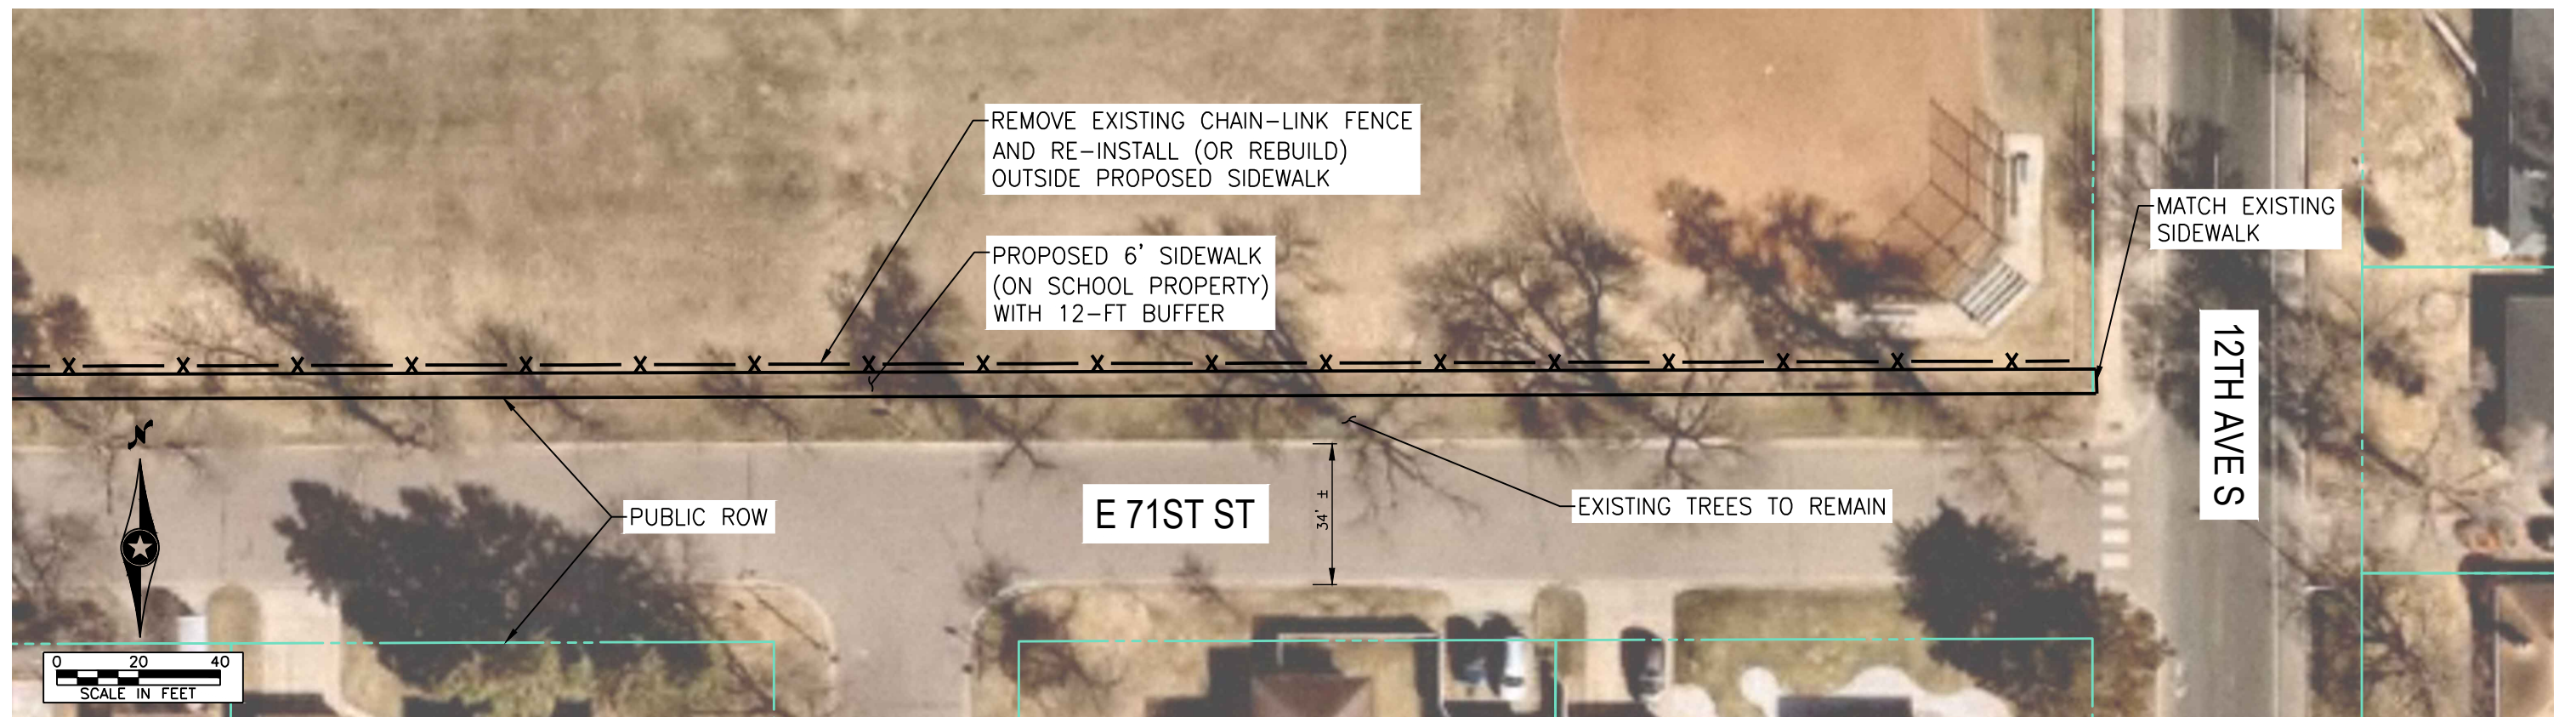 REMOVE EXISTING CHAIN-LINK FENCE
AND RE-INSTALL (OR REBUILD)
OUTSIDE PROPOSED SIDEWALK
PROPOSED 6' SIDEWALK
(ON SCHOOL PROPERTY)
WITH 12-FT BUFFER
MATCH EXISTING
SIDEWALK
X X X X X X X X X X X X X X X X X X
12TH AVE S
N
PUBLIC ROW
E 71ST ST
34' ±
EXISTING TREES TO REMAIN
0 20 40
SCALE IN FEET